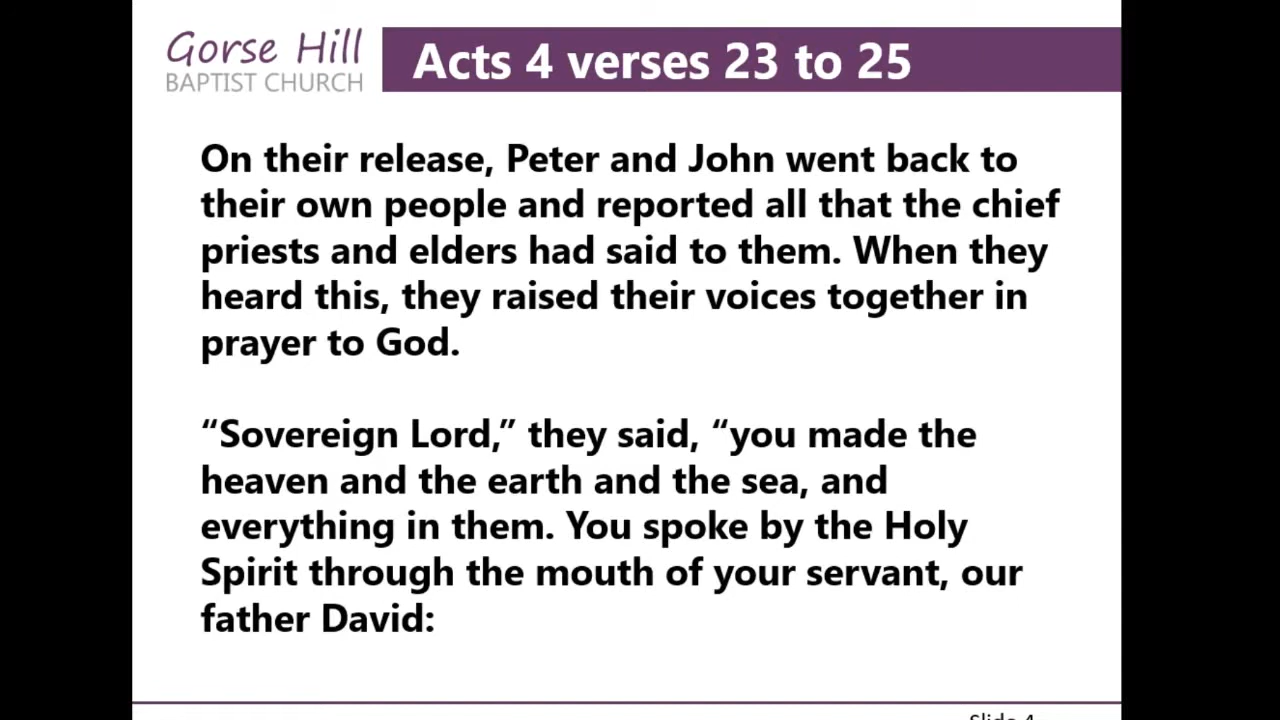 Gorse Hill
BAPTIST CHURCH
Acts 4 verses 23 to 25
On their release, Peter and John went back to
their own people and reported all that the chief
priests and elders had said to them. When they
heard this, they raised their voices together in
prayer to God.
“Sovereign Lord,” they said, “you made the
heaven and the earth and the sea, and
everything in them. You spoke by the Holy
Spirit through the mouth of your servant, our
father David:
Slide 4